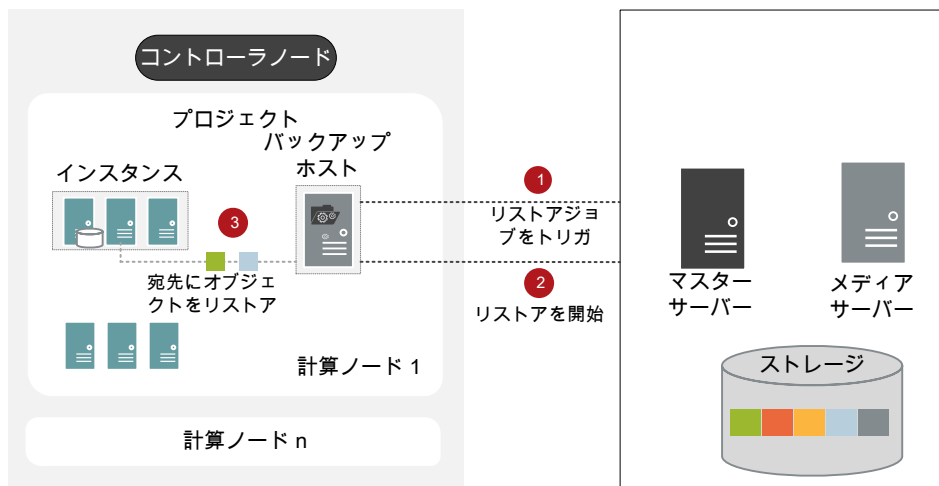 コントローラノード
プロジェクト
バックアップ
ホスト
インスタンス
3
宛先にオブジェ
クトをリストア
計算ノード 1
計算ノード n
1
リストアジョ
ブをトリガ
2
リストアを開始
マスター
サーバー
メディア
サーバー
ストレージ